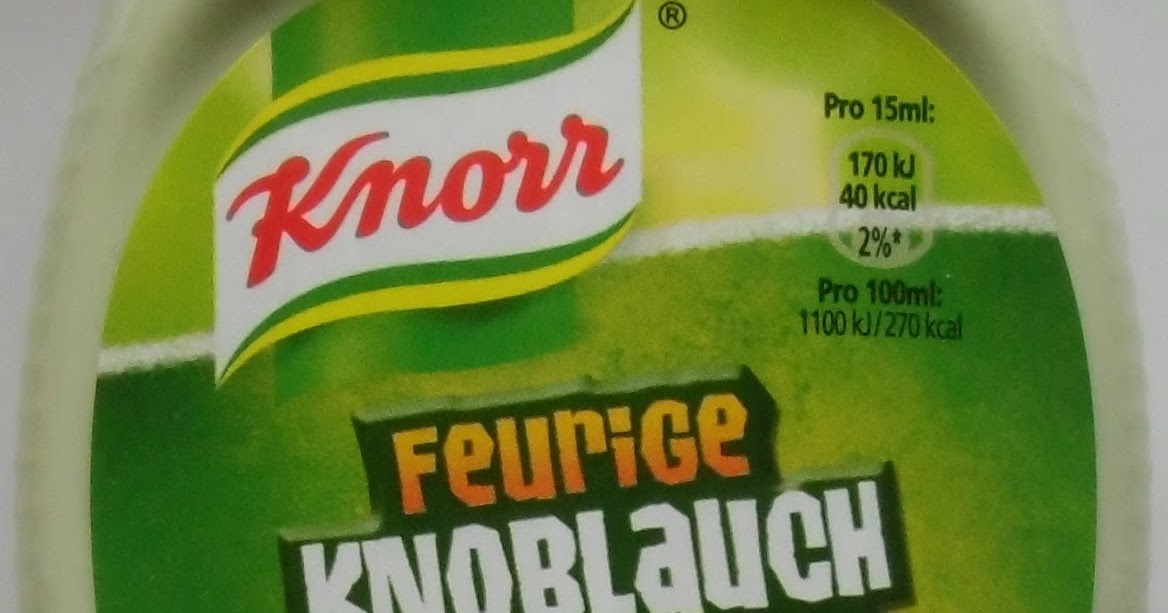 Knorr®
Pro 15ml:
170 kJ
40 kcal
2%*
Pro 100ml:
1100 kJ/270 kcal
FeuriGe
KNOBLaUCH